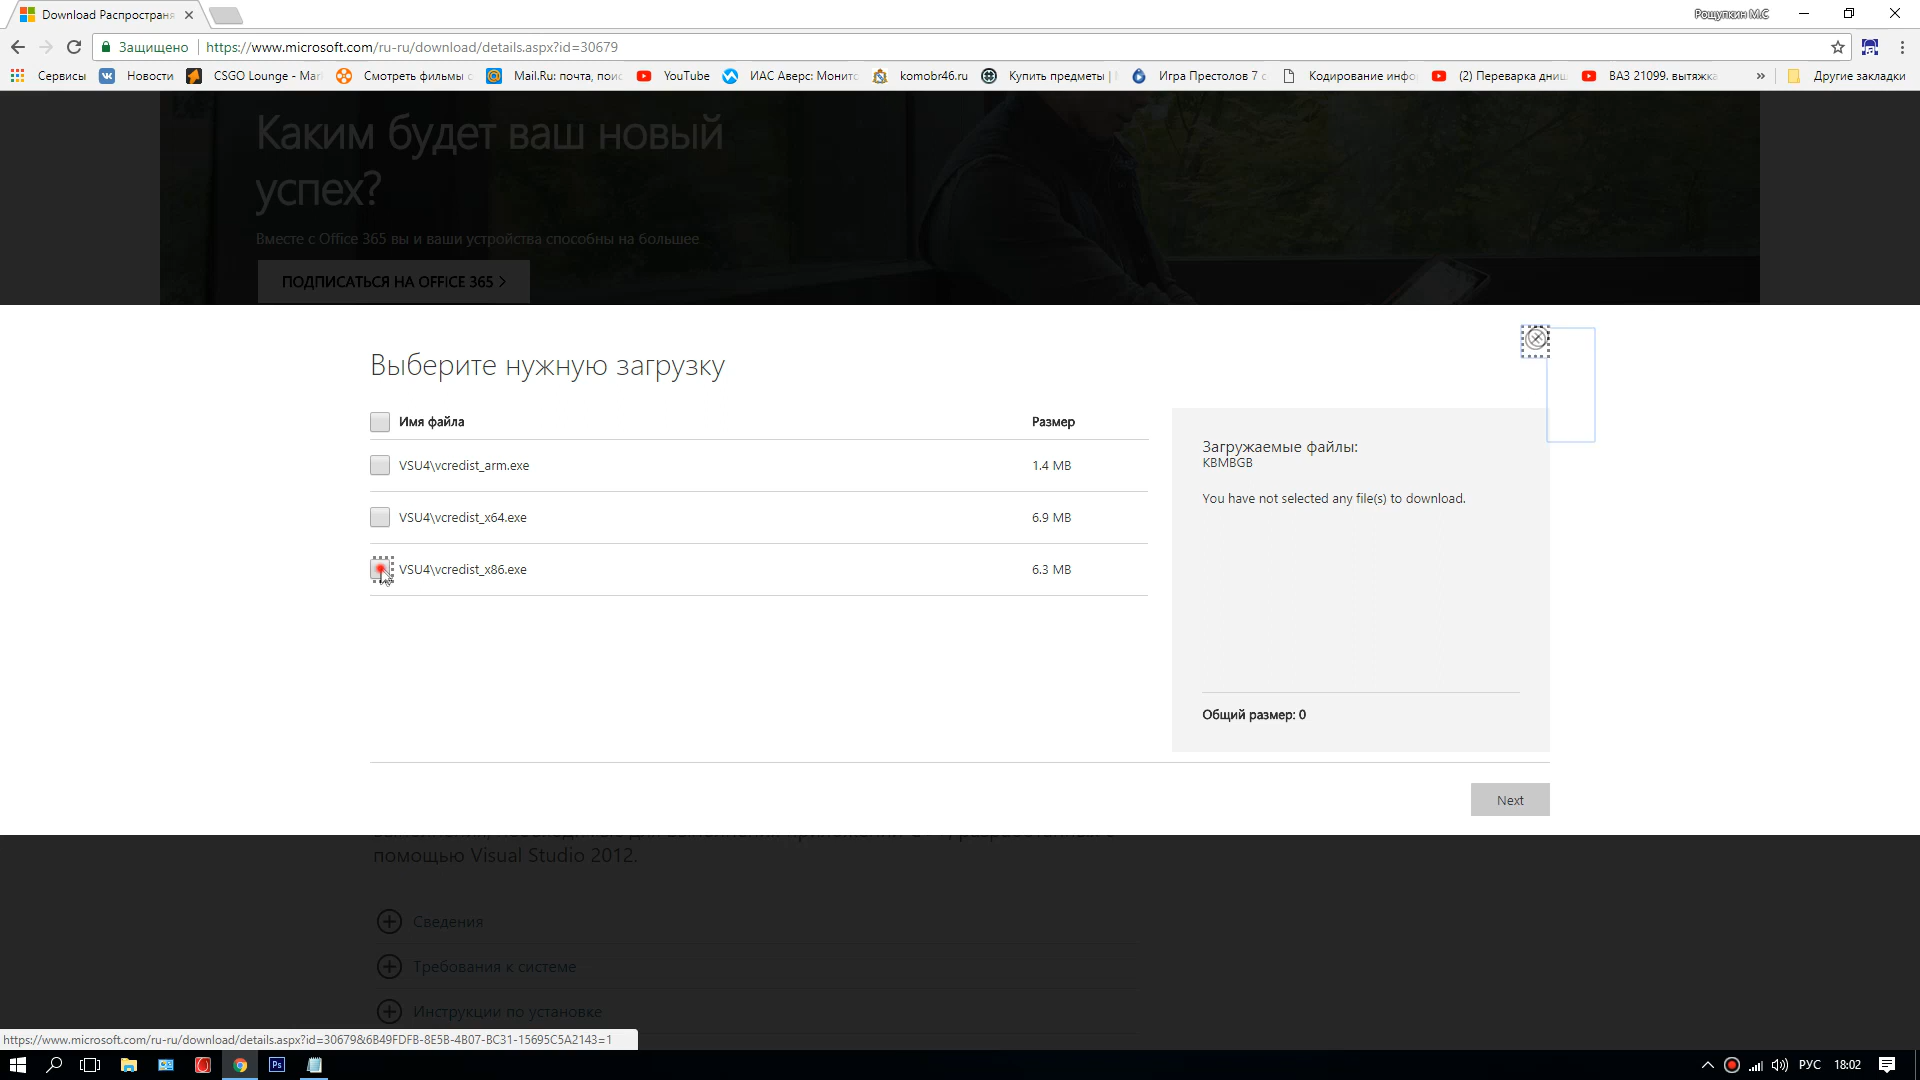 Download Распростране
Рощупкин М.С
Защищено
https://www.microsoft.com/ru-ru/download/details.aspx?id=30679
Сервисы
Новости
CSGO Lounge - Mar
Смотреть фильмы с
Mail.Ru: почта, поис
YouTube
ИАС Аверс: Монито
komobr46.ru
Купить предметы |
Игра Престолов 7 с
Кодирование инфо
(2) Переварка днищ
ВАЗ 21099. вытяжка
»
Другие закладки
Каким будет ваш новый
успех?
Вместе с Office 365 вы и ваши устройства способны на большее
ПОДПИСАТЬСЯ НА OFFICE 365 >
Выберите нужную загрузку
Имя файла
Размер
VSU4\vcredist_arm.exe
1.4 MB
VSU4\vcredist_x64.exe
6.9 MB
VSU4\vcredist_x86.exe
6.3 MB
Загружаемые файлы:
KBMBGB
You have not selected any file(s) to download.
Общий размер: 0
Next
помощью Visual Studio 2012.
Сведения
Требования к системе
Инструкции по установке
https://www.microsoft.com/ru-ru/download/details.aspx?id=30679&6B49FDFB-8E5B-4B07-BC31-15695C5A2143=1
Ps
РУС
18:02